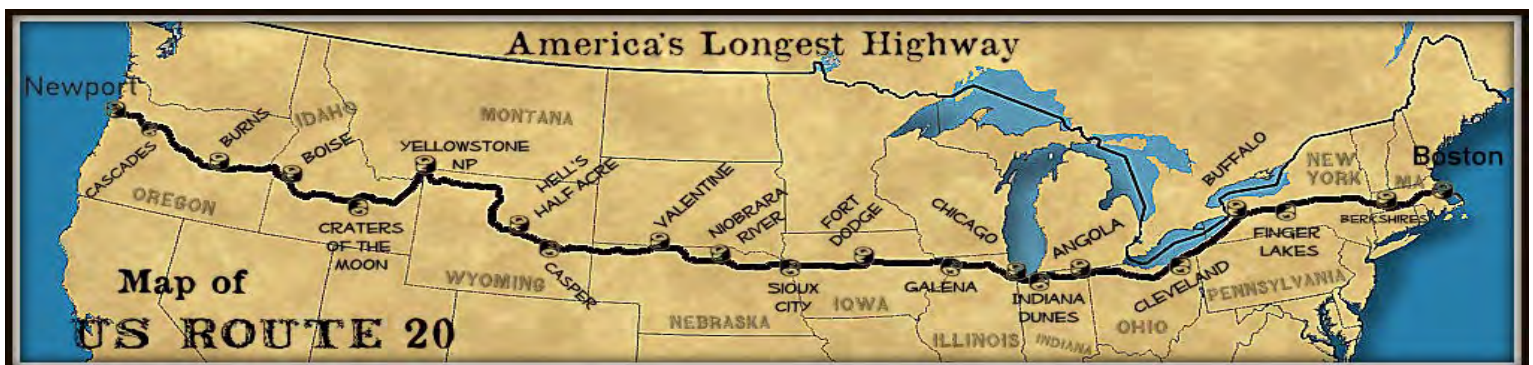 America's Longest Highway
Newport
CASCADES
OREGON
BURNS
IDAHO
BOISE
CRATERS
OF THE
MOON
MONTANA
YELLOWSTONE
NP
HELL'S
HALF ACRE
WYOMING
CASPER
VALENTINE
NIOBRARA
RIVER
NEBRASKA
SIOUX
CITY
FORT
DODGE
IOWA
GALENA
CHICAGO
ILLINOIS
INDIANA
DUNES
INDIANA
ANGOLA
OHIO
CLEVELAND
PENNSYLVANIA
BUFFALO
FINGER
LAKES
NEW
YORK
BERKSHIRES
MA
Boston
Map of
US ROUTE 20